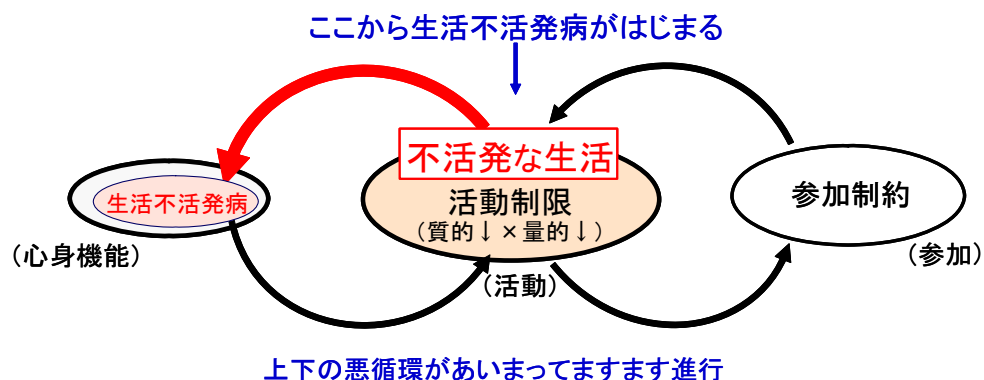 ここから生活不活発病がはじまる
不活発な生活
生活不活発病
活動制限
(質的↓×量的↓)
参加制約
(心身機能)
(活動)
(参加)
上下の悪循環があいまってますます進行